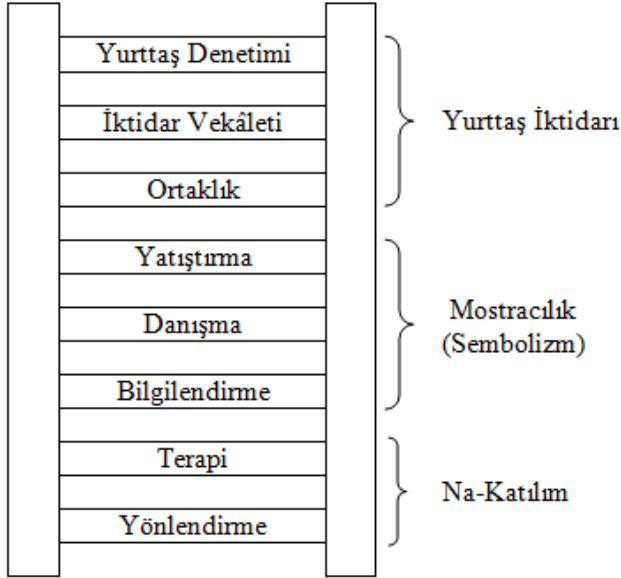 Yurttaş Denetimi
İktidar Vekâleti
Ortaklık
Yurttaş İktidarı
Yatıştırma
Danışma
Bilgilendirme
Mostracılık
(Sembolizm)
Terapi
Yönlendirme
Na-Katılım